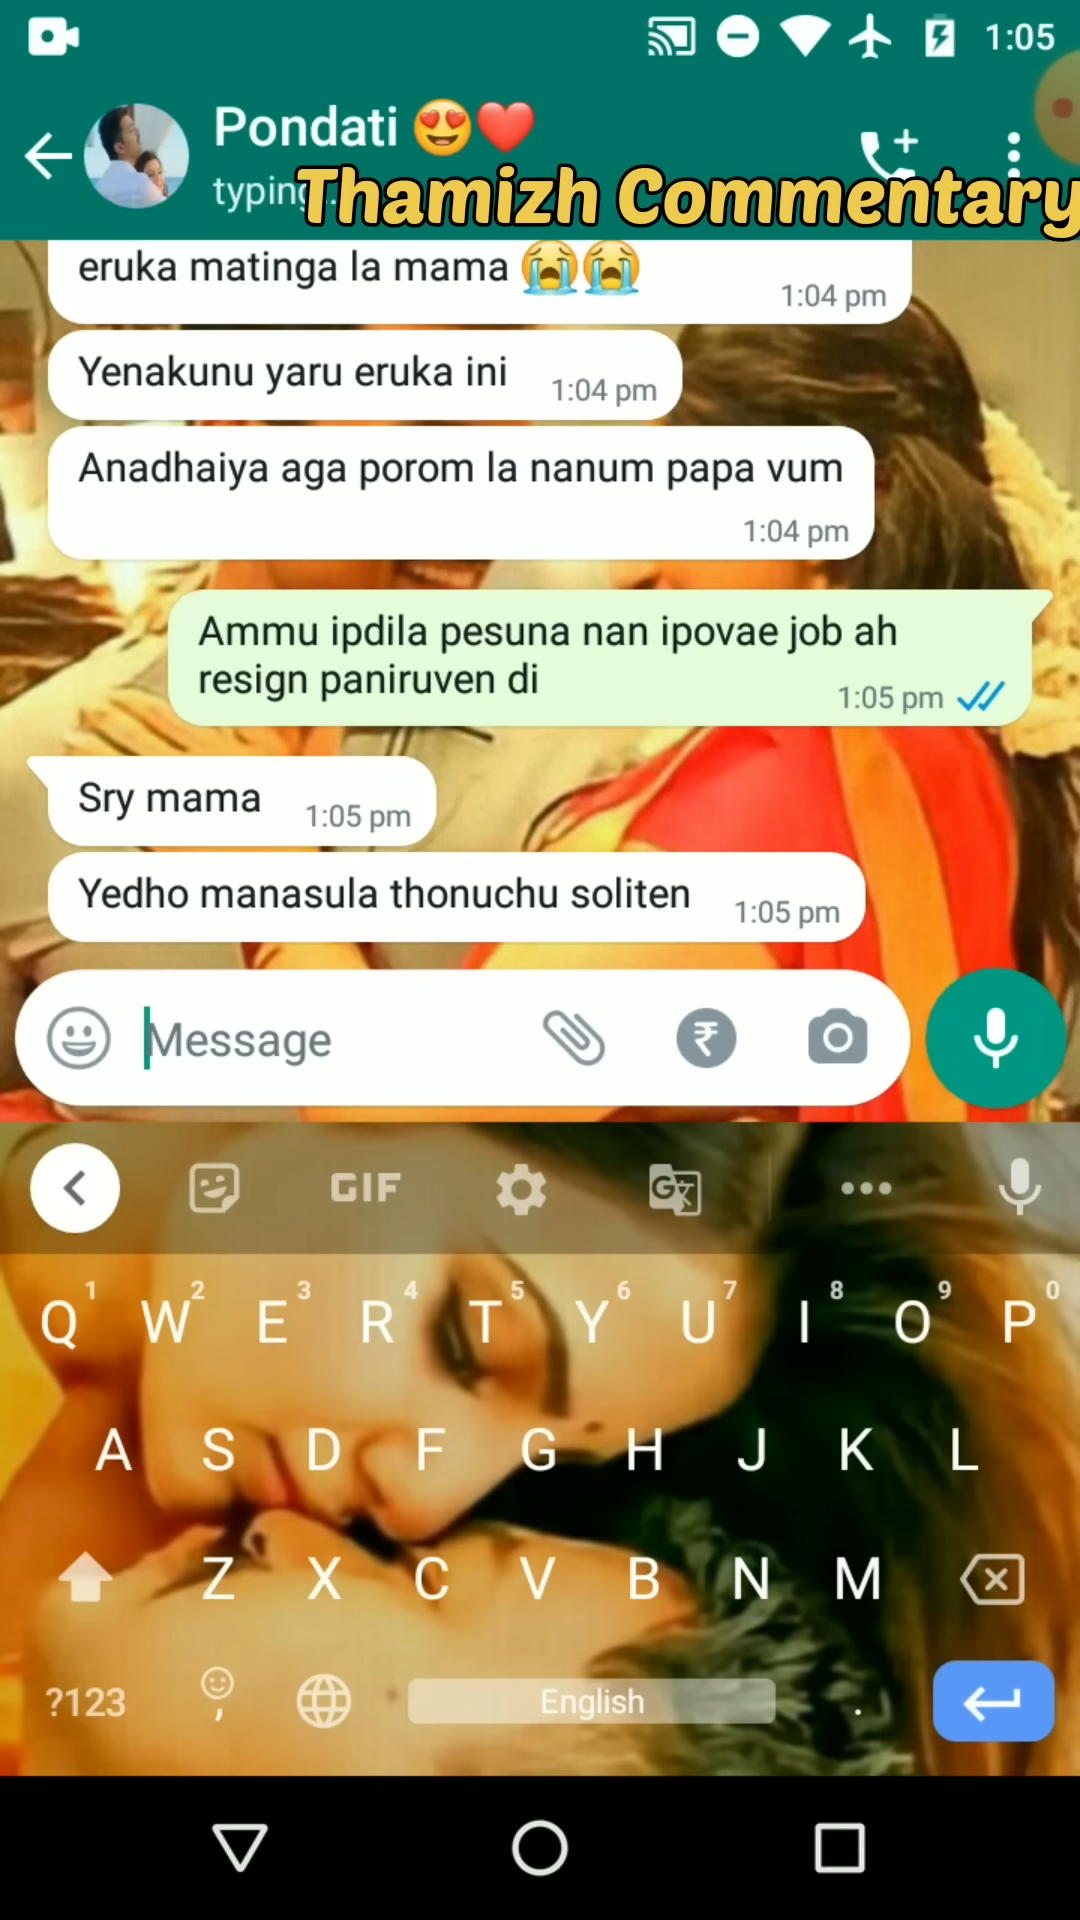 1:05
Pondati 😍❤️
typing...
Thamizh Commentary
eruka matinga la mama 😭😭
1:04 pm
Yenakunu yaru eruka ini
1:04 pm
Anadhaiya aga porom la nanum papa vum
1:04 pm
Ammu ipdila pesuna nan ipovae job ah
resign paniruven di
1:05 pm
Sry mama
1:05 pm
Yedho manasula thonuchu soliten
1:05 pm
Message
₹
GIF
G
1 2 3 4 5 6 7 8 9 0
Q W E R T Y U I O P
A S D F G H J K L
Z X C V B N M
?123 , English .